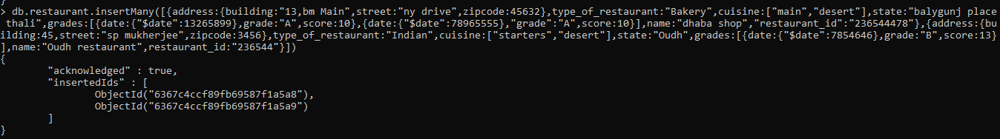 > db.restaurant.insertMany([{address:{building:"13,bm Main",street:"ny drive",zipcode:45632},type_of_restaurant:"Bakery",cuisine:["main","desert"],state:"balygunj place
 thali",grades:[{date:{"$date":13265899},grade:"A",score:10},{date:{"$date":78965555},"grade":"A",score:10}],name:"dhaba shop","restaurant_id":"236544478"},{address:{bu
ilding:45,street:"sp mukherjee",zipcode:3456},type_of_restaurant:"Indian",cuisine:["starters","desert"],state:"Oudh",grades:[{date:{"$date":7854646},grade:"B",score:13}
],name:"Oudh restaurant",restaurant_id:"236544"}])
{
        "acknowledged" : true,
        "insertedIds" : [
                ObjectId("6367c4ccf89fb69587f1a5a8"),
                ObjectId("6367c4ccf89fb69587f1a5a9")
        ]
}